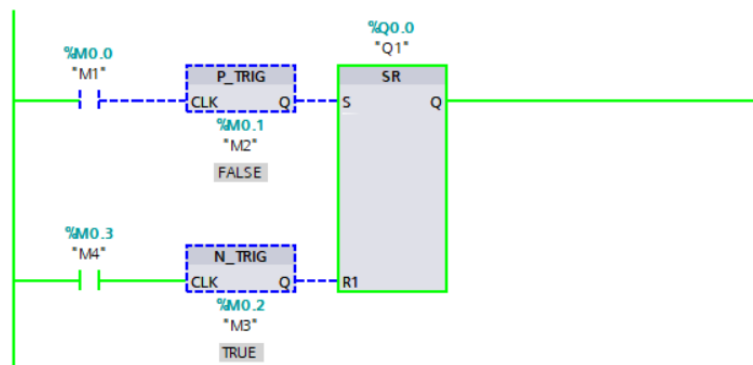 %Q0.0
"Q1"
%M0.0
"M1"
P_TRIG
SR
CLK Q
S Q
%M0.1
"M2"
FALSE
%M0.3
"M4"
N_TRIG
CLK Q
R1
%M0.2
"M3"
TRUE